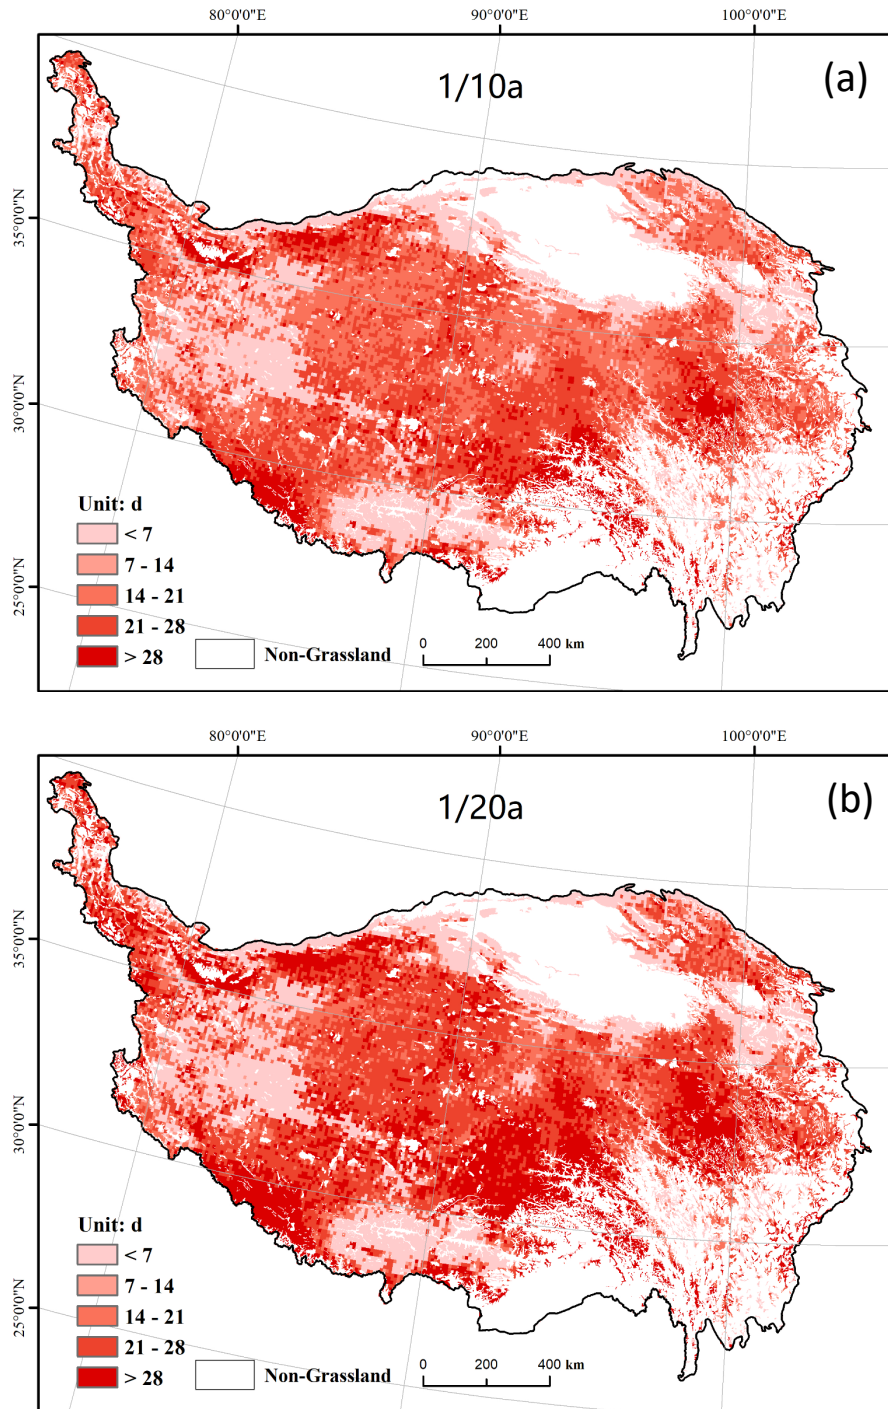 80°0'0"E 90°0'0"E 100°0'0"E
1/10a
(a)
35°0'0"N
30°0'0"N
25°0'0"N
Unit: d
< 7
7 - 14
14 - 21
21 - 28
> 28
Non-Grassland
0 200 400 km
80°0'0"E 90°0'0"E 100°0'0"E
1/20a
(b)
35°0'0"N
30°0'0"N
25°0'0"N
Unit: d
< 7
7 - 14
14 - 21
21 - 28
> 28
Non-Grassland
0 200 400 km